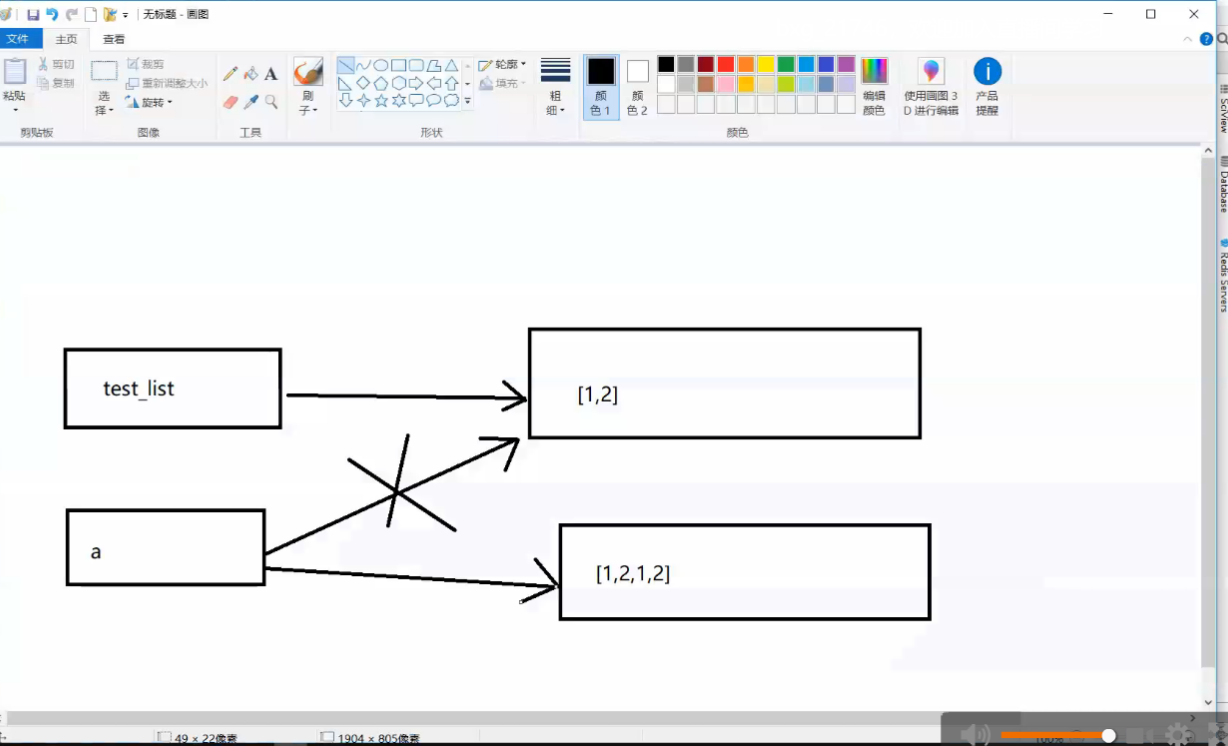 无标题 - 画图
文件 主页 查看
剪切
复制
粘贴
剪贴板
选
择
裁剪
重新调整大小
旋转
图像
A
工具
刷
子
轮廓
填充
形状
粗
细
颜
色 1
颜
色 2
颜色
编辑
颜色
使用画图 3
D 进行编辑
产品
提醒
SciView
Database
Redis Servers
test_list
[1,2]
a
[1,2,1,2]
49 × 22像素
1904 × 805像素
100%